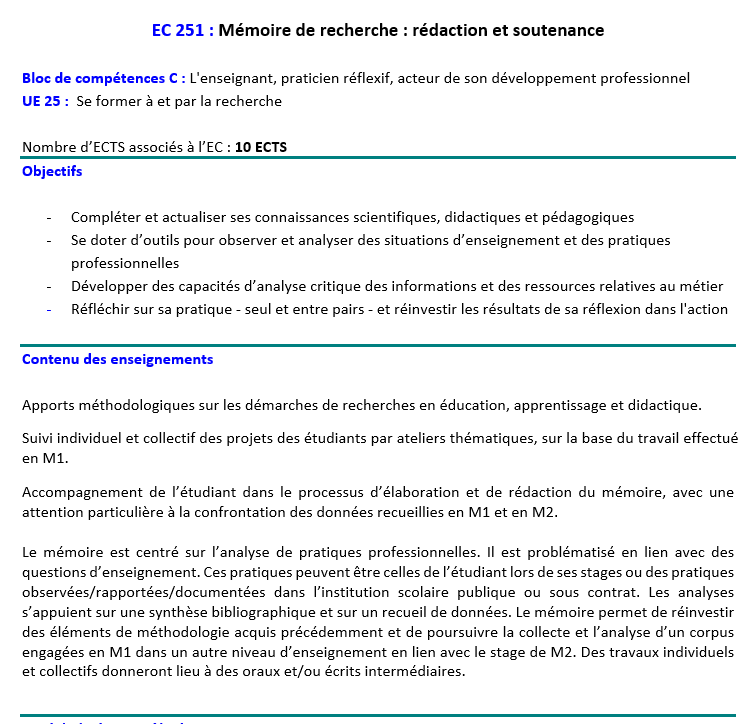 EC 251 : Mémoire de recherche : rédaction et soutenance
Bloc de compétences C : L'enseignant, praticien réflexif, acteur de son développement professionnel
UE 25 : Se former à et par la recherche
Nombre d’ECTS associés à l’EC : 10 ECTS
Objectifs
- Compléter et actualiser ses connaissances scientifiques, didactiques et pédagogiques
- Se doter d’outils pour observer et analyser des situations d’enseignement et des pratiques
professionnelles
- Développer des capacités d’analyse critique des informations et des ressources relatives au métier
- Réfléchir sur sa pratique - seul et entre pairs - et réinvestir les résultats de sa réflexion dans l'action
Contenu des enseignements
Apports méthodologiques sur les démarches de recherches en éducation, apprentissage et didactique.
Suivi individuel et collectif des projets des étudiants par ateliers thématiques, sur la base du travail effectué
en M1.
Accompagnement de l’étudiant dans le processus d’élaboration et de rédaction du mémoire, avec une
attention particulière à la confrontation des données recueillies en M1 et en M2.
Le mémoire est centré sur l’analyse de pratiques professionnelles. Il est problématisé en lien avec des
questions d’enseignement. Ces pratiques peuvent être celles de l’étudiant lors de ses stages ou des pratiques
observées/rapportées/documentées dans l’institution scolaire publique ou sous contrat. Les analyses
s’appuient sur une synthèse bibliographique et sur un recueil de données. Le mémoire permet de réinvestir
des éléments de méthodologie acquis précédemment et de poursuivre la collecte et l’analyse d’un corpus
engagées en M1 dans un autre niveau d’enseignement en lien avec le stage de M2. Des travaux individuels
et collectifs donneront lieu à des oraux et/ou écrits intermédiaires.